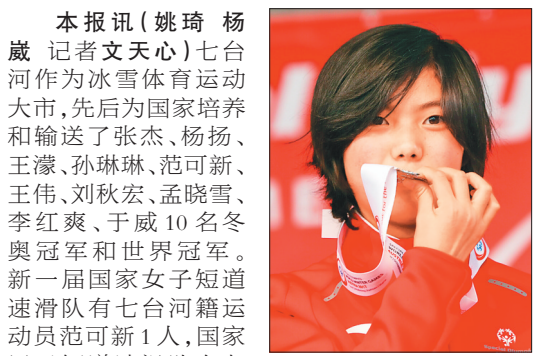 本报讯(姚琦 杨
崴 记者文天心)七台
河作为冰雪体育运动
大市,先后为国家培养
和输送了张杰、杨扬、
王濛、孙琳琳、范可新、
王伟、刘秋宏、孟晓雪、
李红爽、于威10名冬
奥冠军和世界冠军。
新一届国家女子短道
速滑队有七台河籍运
动员范可新1人,国家